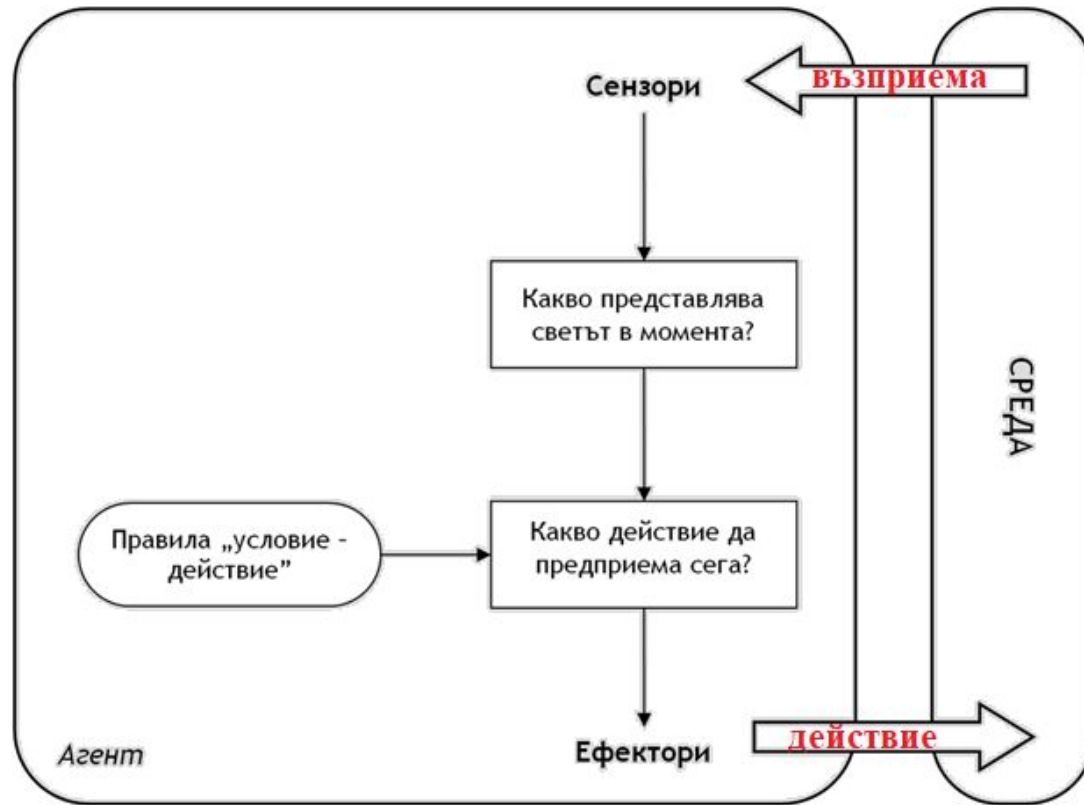 възприема
Сензори
Какво представлява
светът в момента?
СРЕДА
Правила „условие -
действие”
Какво действие да
предприема сега?
действие
Ефектори
Агент